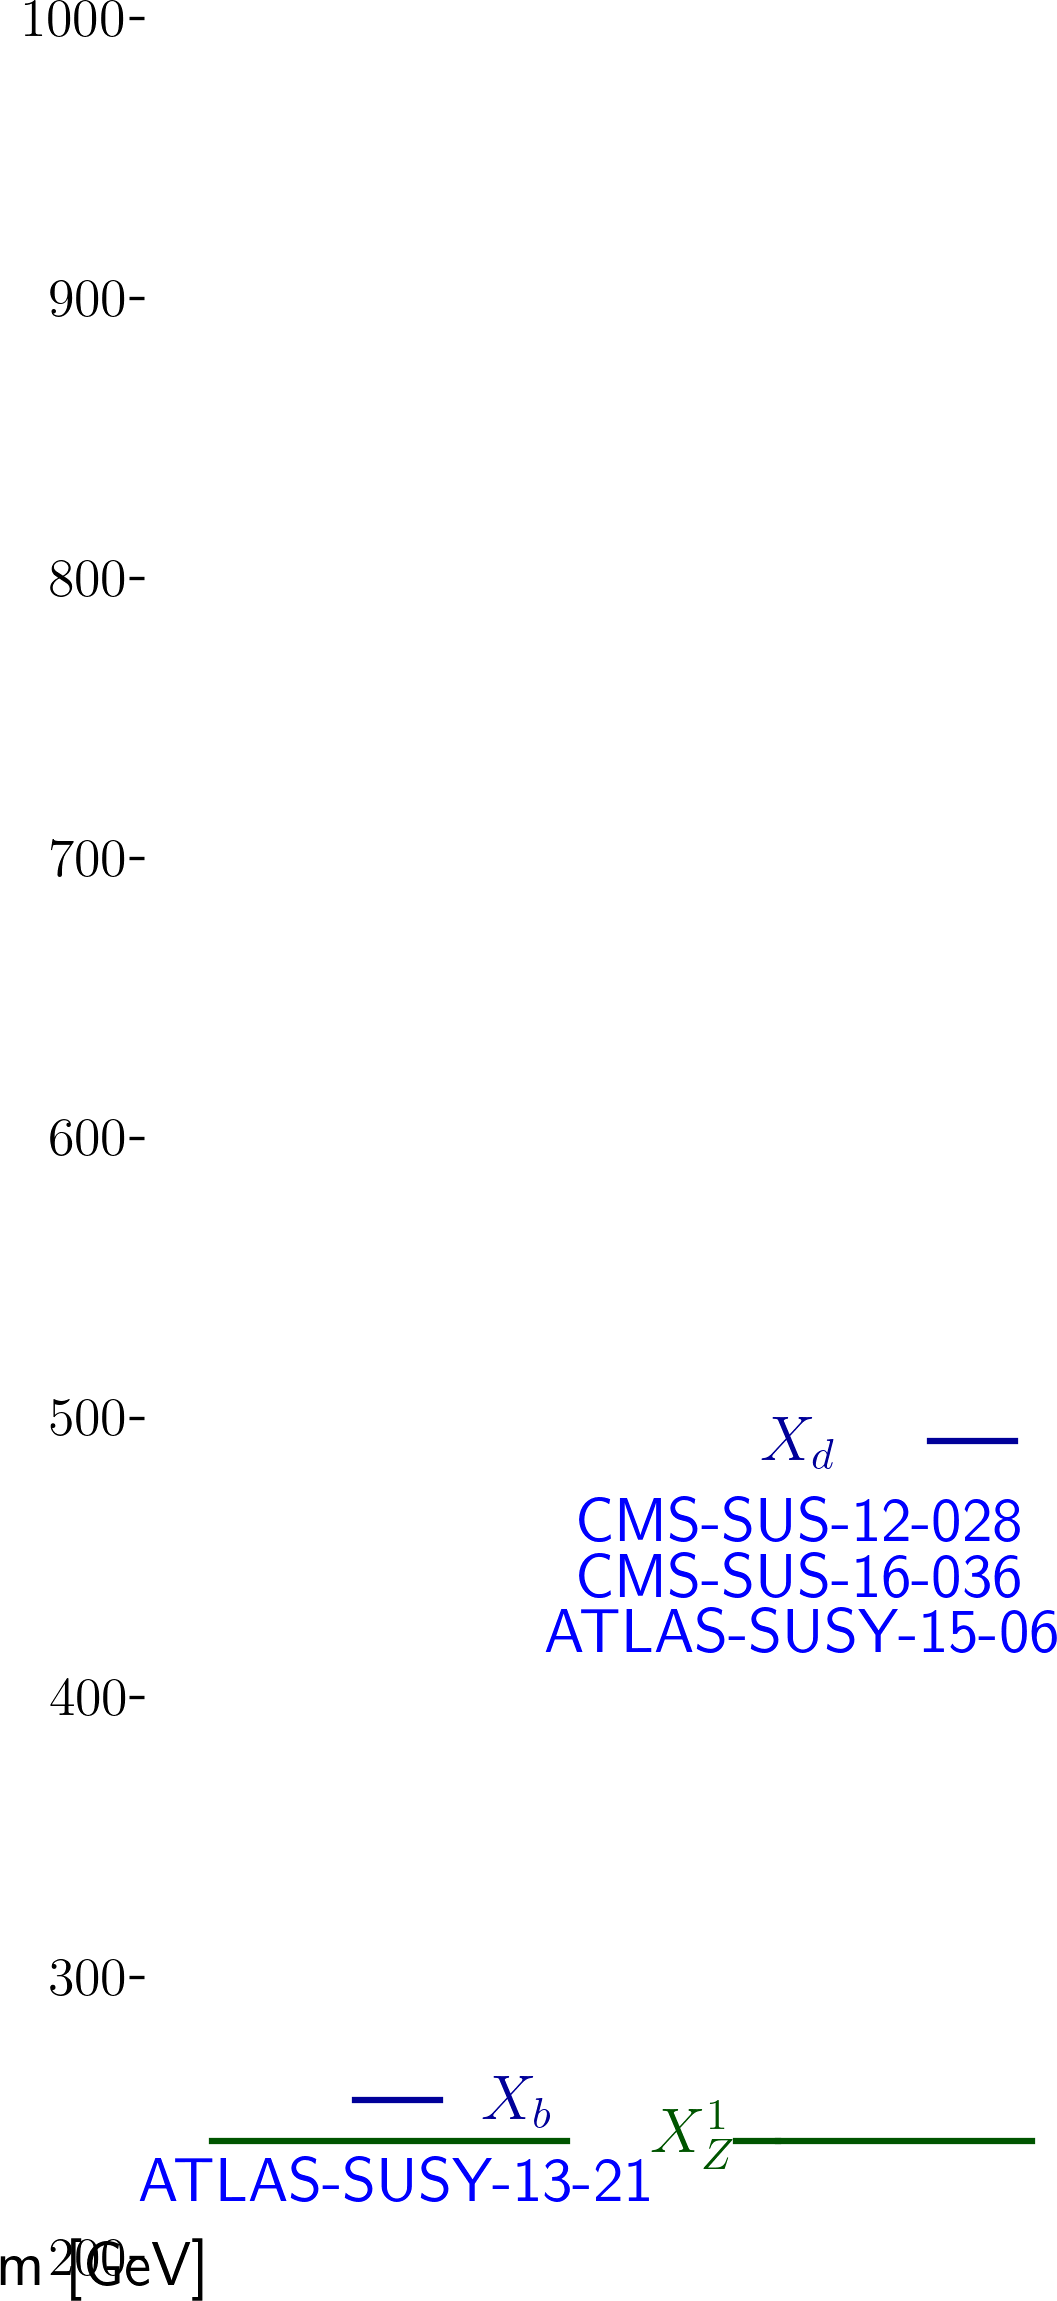 1000-
900-
800-
700-
600-
500-
X_d
CMS-SUS-12-028
CMS-SUS-16-036
ATLAS-SUSY-15-06
400-
300-
X_b
X_Z^1
ATLAS-SUSY-13-21
200-
m [GeV]